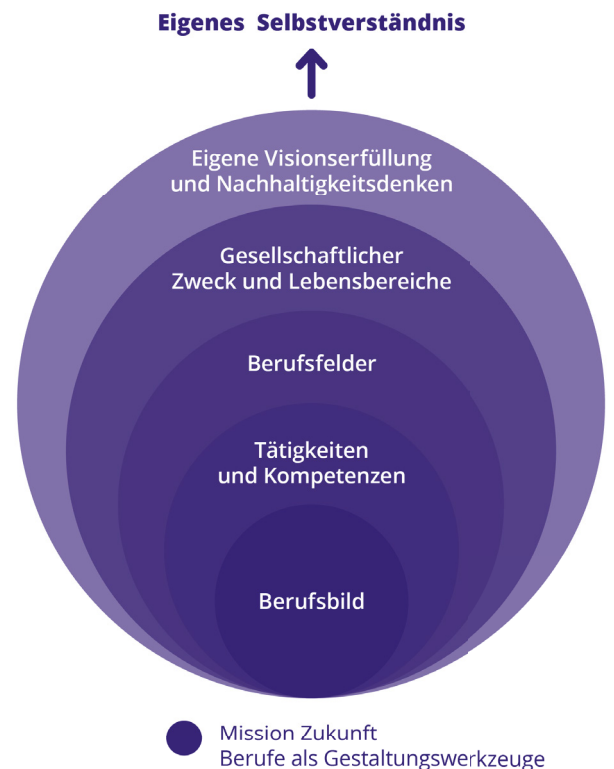 Eigenes Selbstverständnis
Eigene Visionserfüllung
und Nachhaltigkeitsdenken
Gesellschaftlicher
Zweck und Lebensbereiche
Berufsfelder
Tätigkeiten
und Kompetenzen
Berufsbild
Mission Zukunft
Berufe als Gestaltungswerkzeuge